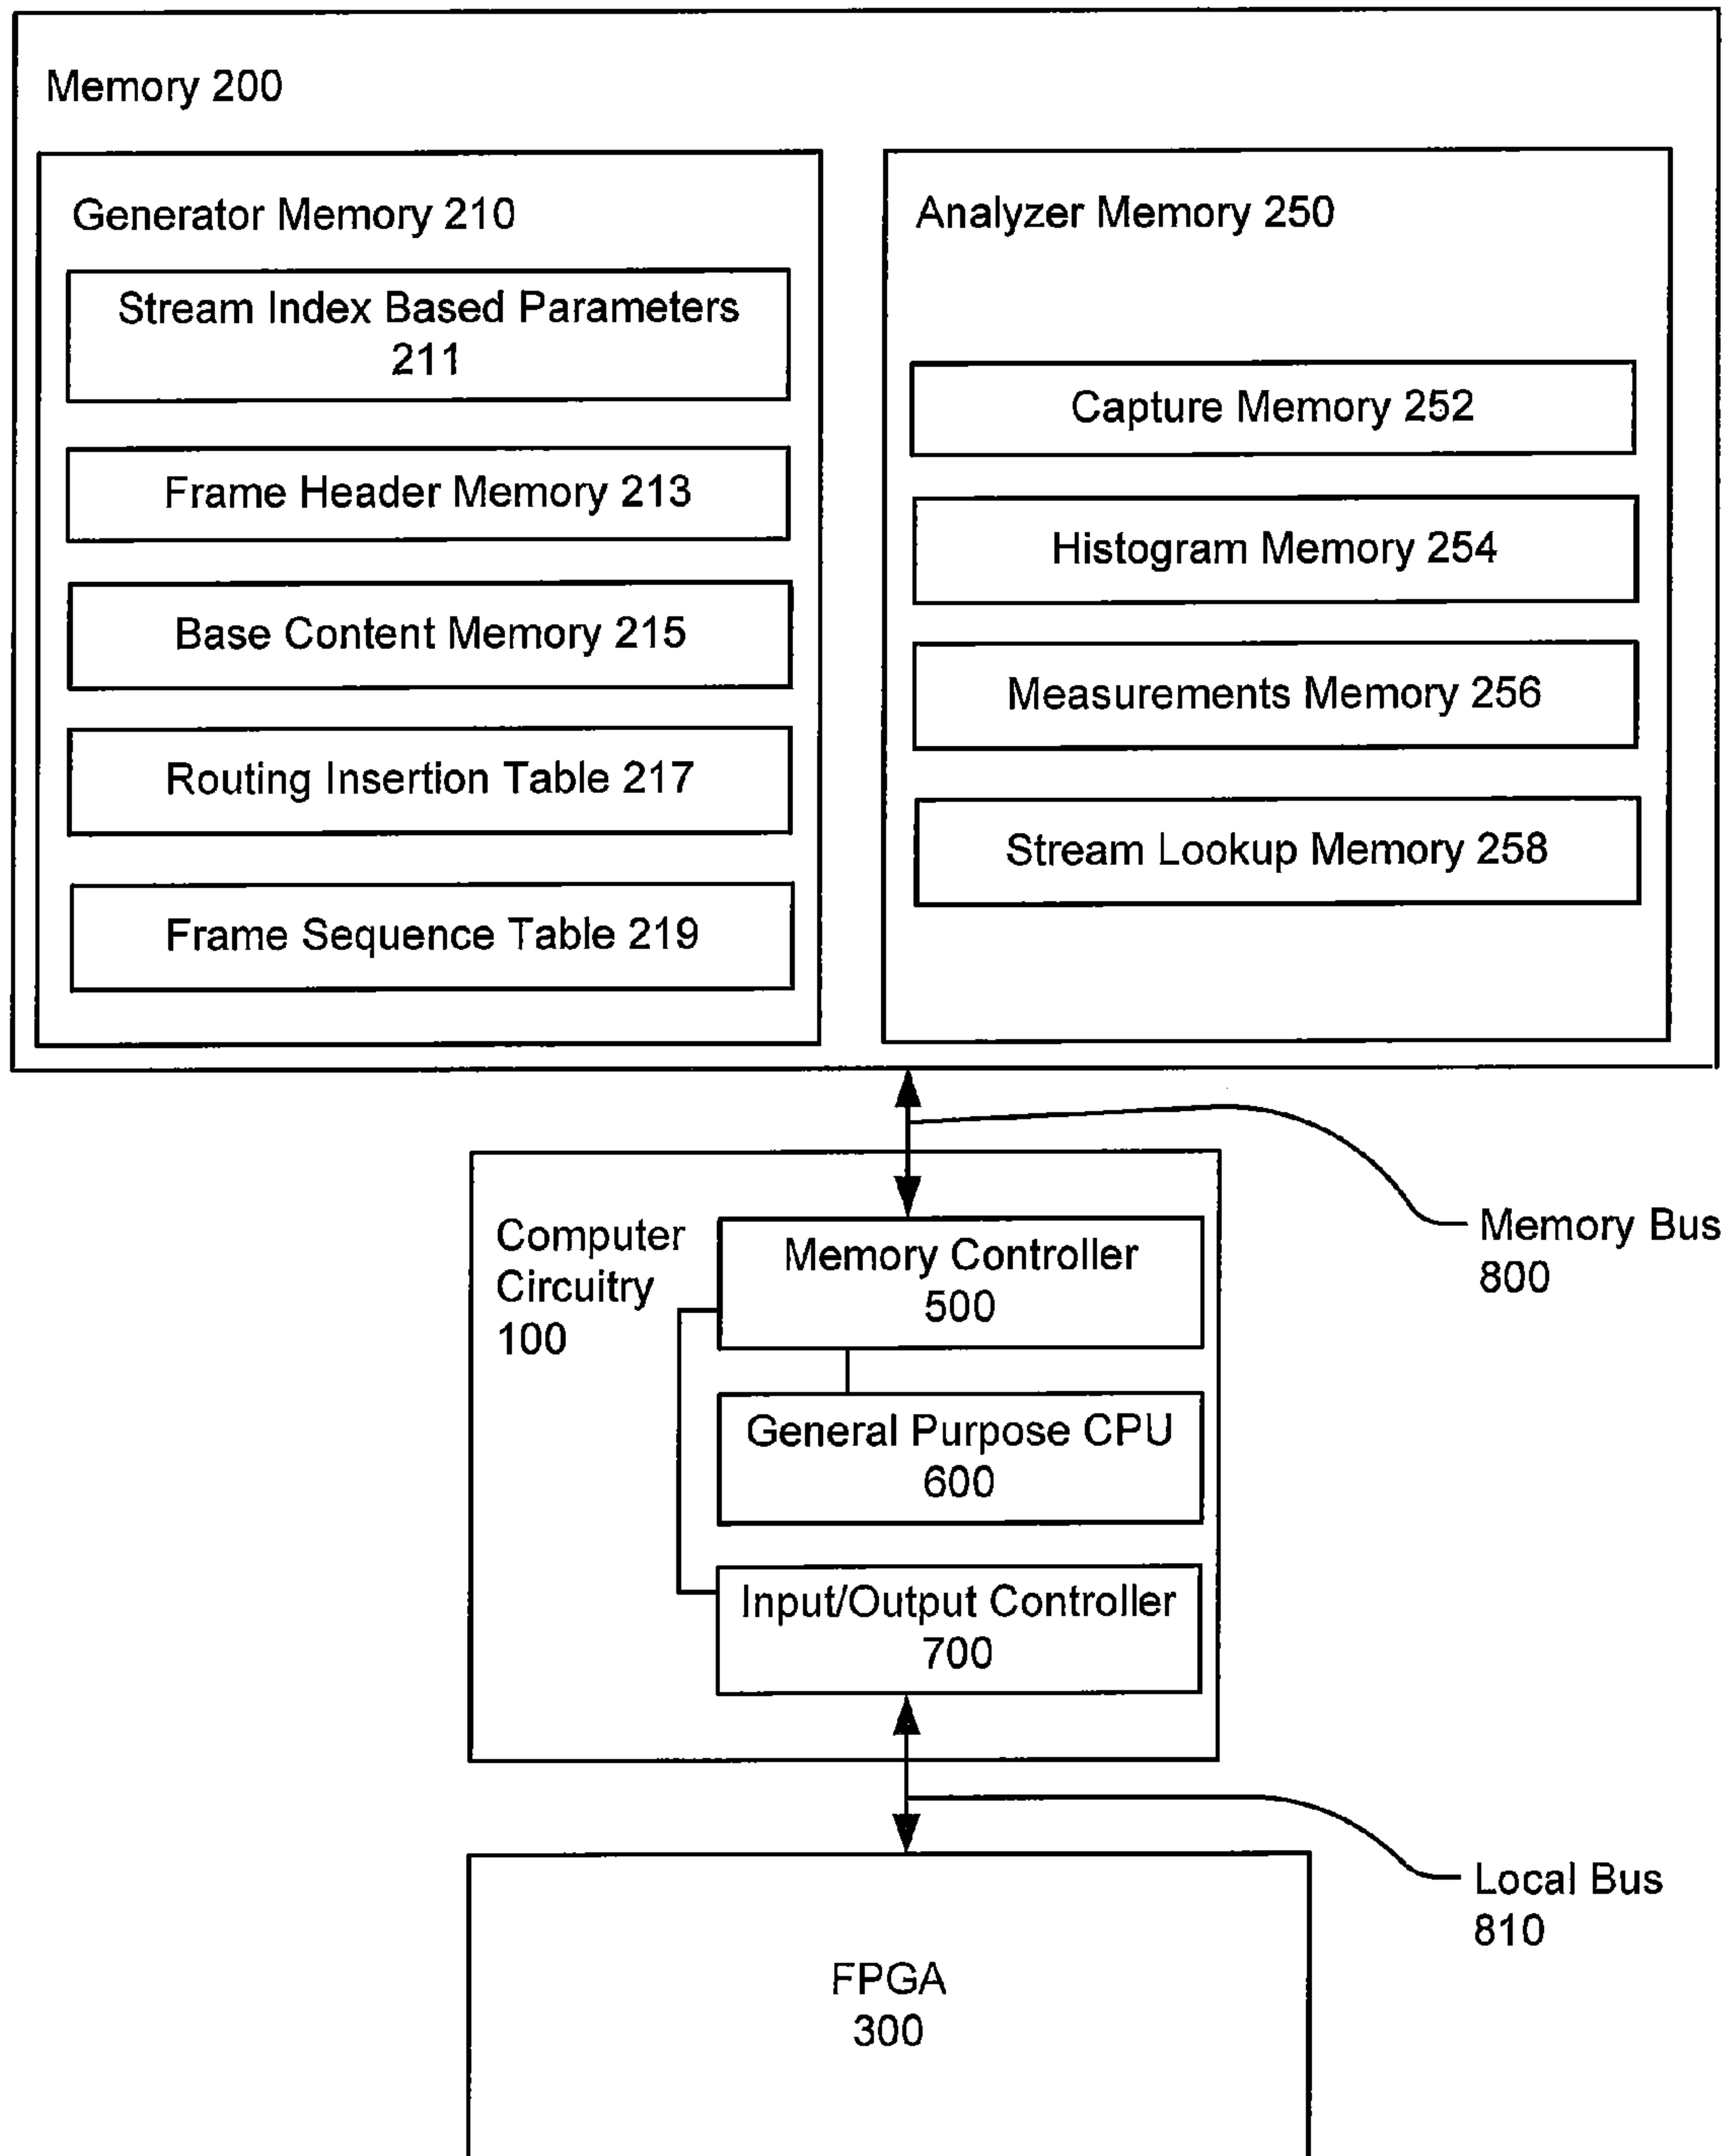 Memory 200
Generator Memory 210
Stream Index Based Parameters
211
Frame Header Memory 213
Base Content Memory 215
Routing Insertion Table 217
Frame Sequence Table 219
Analyzer Memory 250
Capture Memory 252
Histogram Memory 254
Measurements Memory 256
Stream Lookup Memory 258
Memory Bus
800
Computer
Circuitry
100
Memory Controller
500
General Purpose CPU
600
Input/Output Controller
700
Local Bus
810
FPGA
300